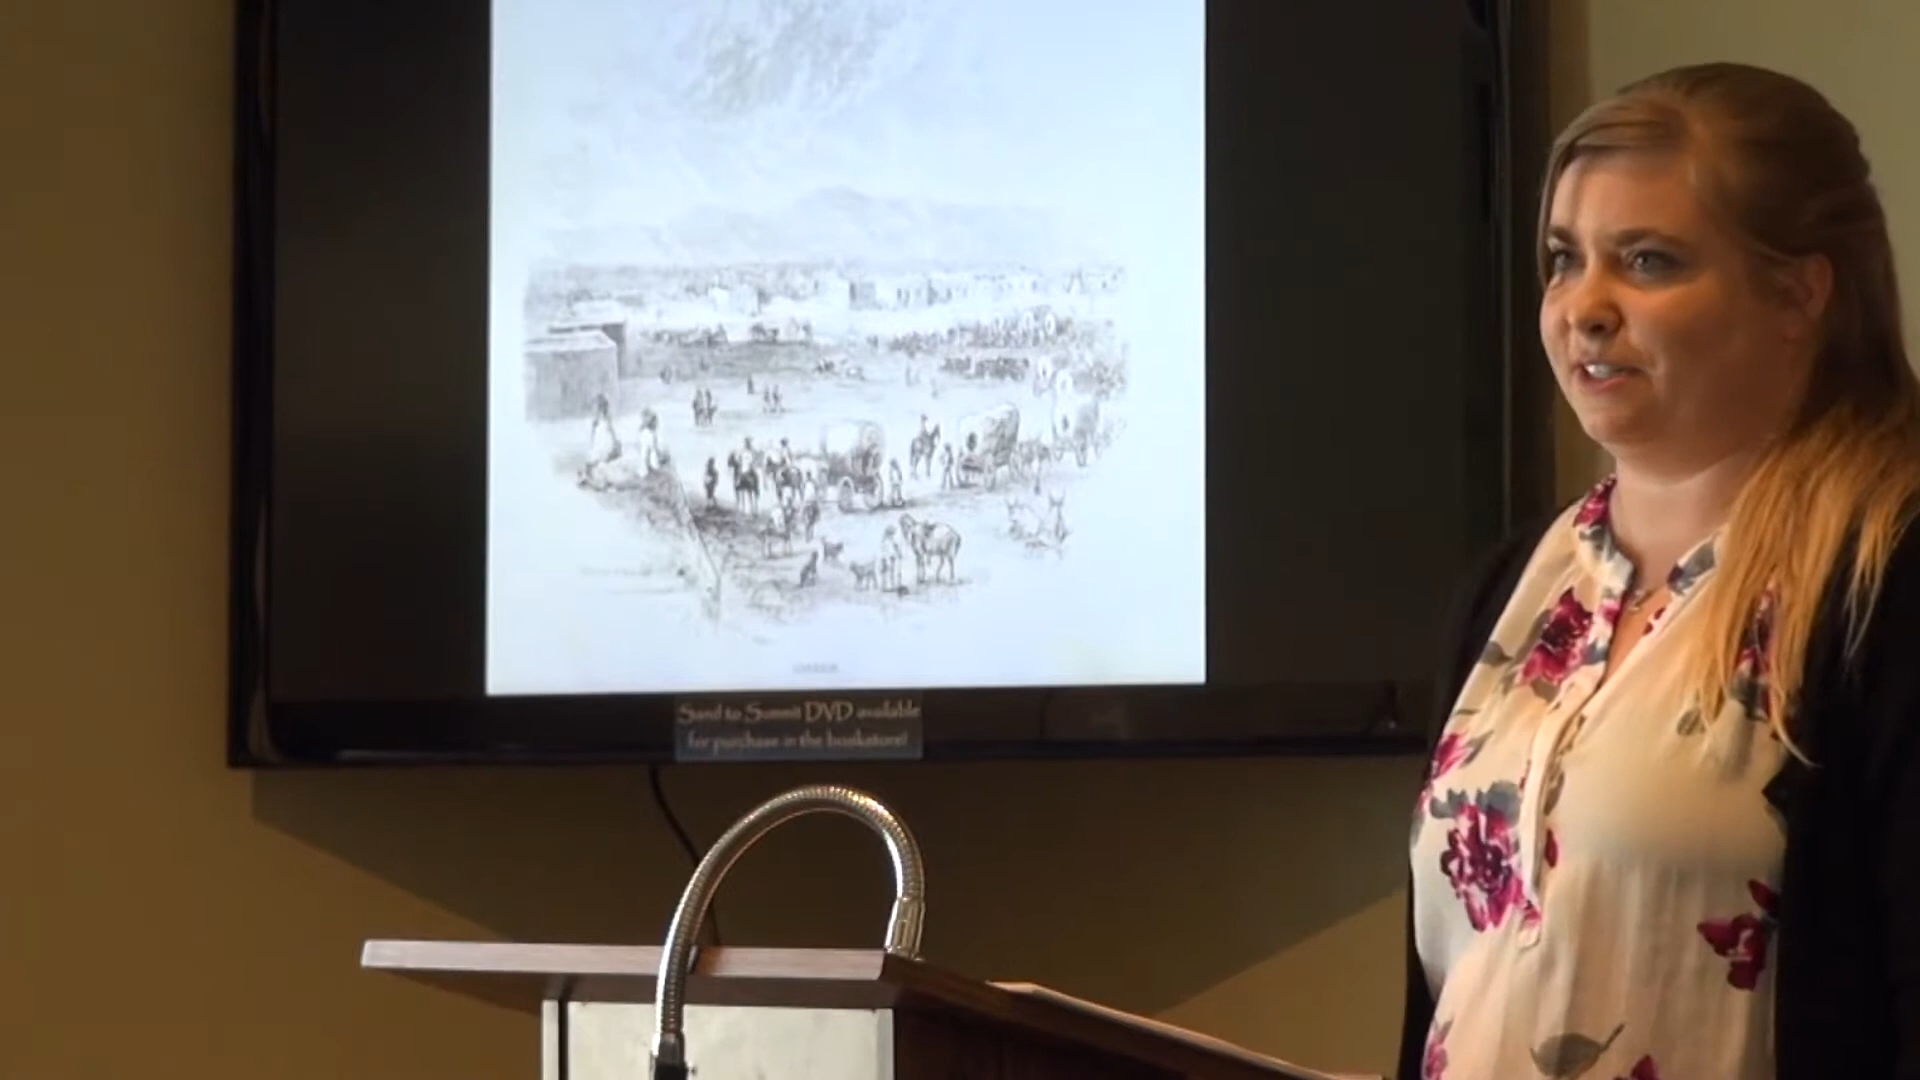 Sand to Summit DVD available
for purchase in the bookstore!